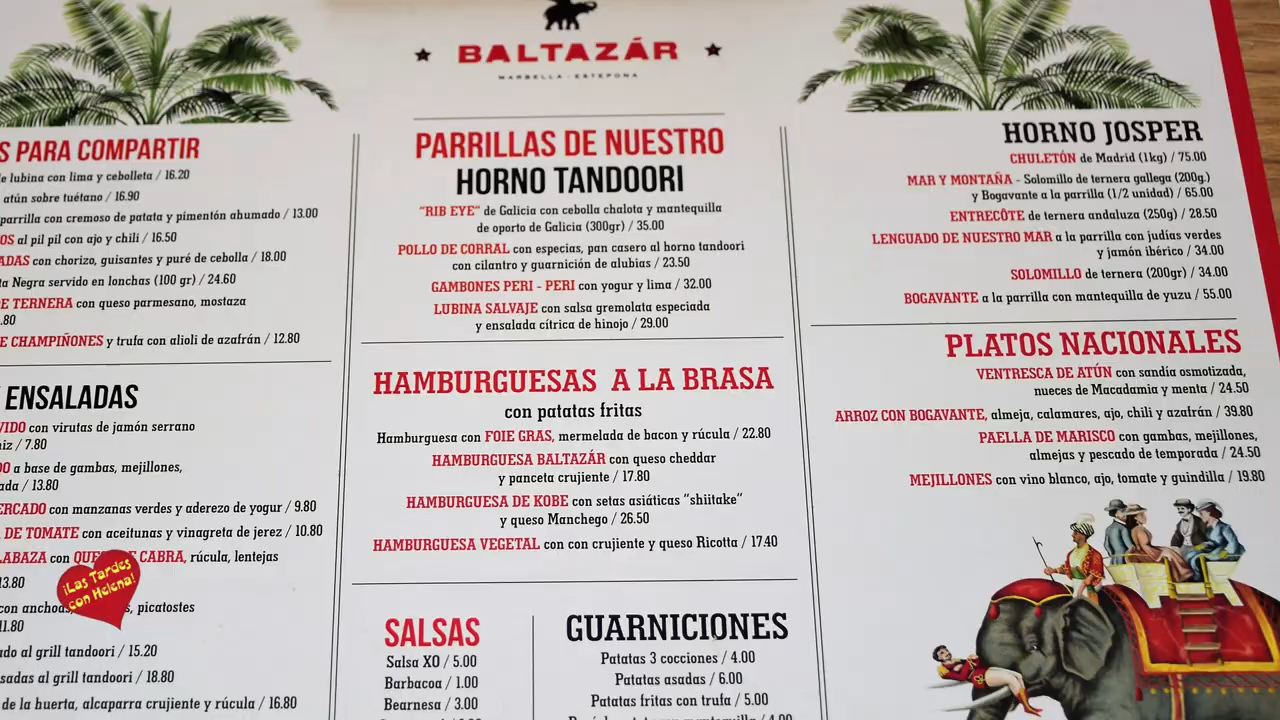 BALTAZÁR
MARBELLA · ESTEPONA
S PARA COMPARTIR
de lubina con lima y cebolleta / 16.20
atún sobre tuétano / 16.90
parrilla con cremoso de patata y pimentón ahumado / 13.00
OS al pil pil con ajo y chili / 16.50
ADAS con chorizo, guisantes y puré de cebolla / 18.00
ta Negra servido en lonchas (100 gr) / 24.60
DE TERNERA con queso parmesano, mostaza
.80
DE CHAMPIÑONES y trufa con alioli de azafrán / 12.80
Y ENSALADAS
VIDO con virutas de jamón serrano
aiz / 7.80
DO a base de gambas, mejillones,
ada / 13.80
ERCADO con manzanas verdes y aderezo de yogur / 9.80
A DE TOMATE con aceitunas y vinagreta de jerez / 10.80
LABAZA con CABRA, rúcula, lentejas
13.80
¡Las Tardes
con Helena!
con picatostes
11.80
ado al grill tandoori / 15.20
sadas al grill tandoori / 18.80
de la huerta, alcaparra crujiente y rúcula / 16.80
PARRILLAS DE NUESTRO
HORNO TANDOORI
"RIB EYE" de Galicia con cebolla chalota y mantequilla
de oporto de Galicia (300gr) / 35.00
POLLO DE CORRAL con especias, pan casero al horno tandoori
con cilantro y guarnición de alubias / 23.50
GAMBONES PERI - PERI con yogur y lima / 32.00
LUBINA SALVAJE con salsa gremolata especiada
y ensalada cítrica de hinojo / 29.00
HAMBURGUESAS A LA BRASA
con patatas fritas
Hamburguesa con FOIE GRAS, mermelada de bacon y rúcula / 22.80
HAMBURGUESA BALTAZÁR con queso cheddar
y panceta crujiente / 17.80
HAMBURGUESA DE KOBE con setas asiáticas "shiitake"
y queso Manchego / 26.50
HAMBURGUESA VEGETAL con con crujiente y queso Ricotta / 17.40
SALSAS
Salsa XO / 5.00
Barbacoa / 1.00
Bearnesa / 3.00
GUARNICIONES
Patatas 3 cocciones / 4.00
Patatas asadas / 6.00
Patatas fritas con trufa / 5.00
HORNO JOSPER
CHULETÓN de Madrid (1kg) / 75.00
MAR Y MONTAÑA - Solomillo de ternera gallega (200g.)
y Bogavante a la parrilla (1/2 unidad) / 65.00
ENTRECÔTE de ternera andaluza (250g) / 28.50
LENGUADO DE NUESTRO MAR a la parrilla con judías verdes
y jamón ibérico / 34.00
SOLOMILLO de ternera (200gr) / 34.00
BOGAVANTE a la parrilla con mantequilla de yuzu / 55.00
PLATOS NACIONALES
VENTRESCA DE ATÚN con sandía osmotizada,
nueces de Macadamia y menta / 24.50
ARROZ CON BOGAVANTE, almeja, calamares, ajo, chili y azafrán / 39.80
PAELLA DE MARISCO con gambas, mejillones,
almejas y pescado de temporada / 24.50
MEJILLONES con vino blanco, ajo, tomate y guindilla / 19.80